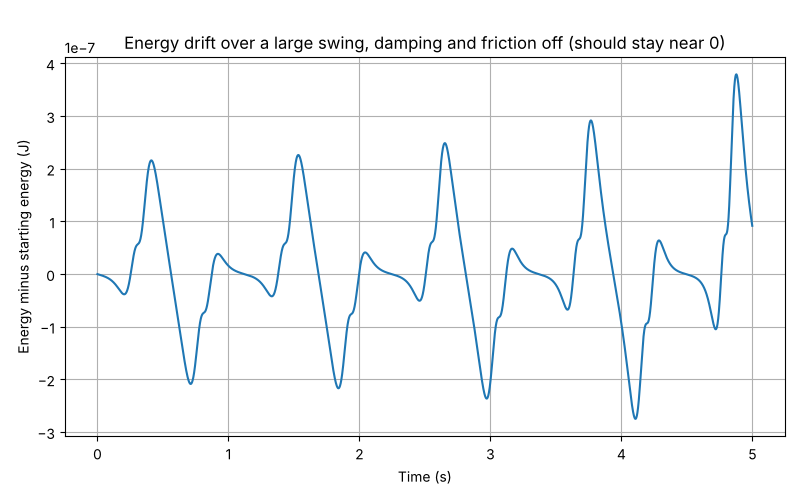 Energy drift over a large swing, damping and friction off (should stay near 0)
1e−7
Energy minus starting energy (J)
4
3
2
1
0
−1
−2
−3
0 1 2 3 4 5
Time (s)